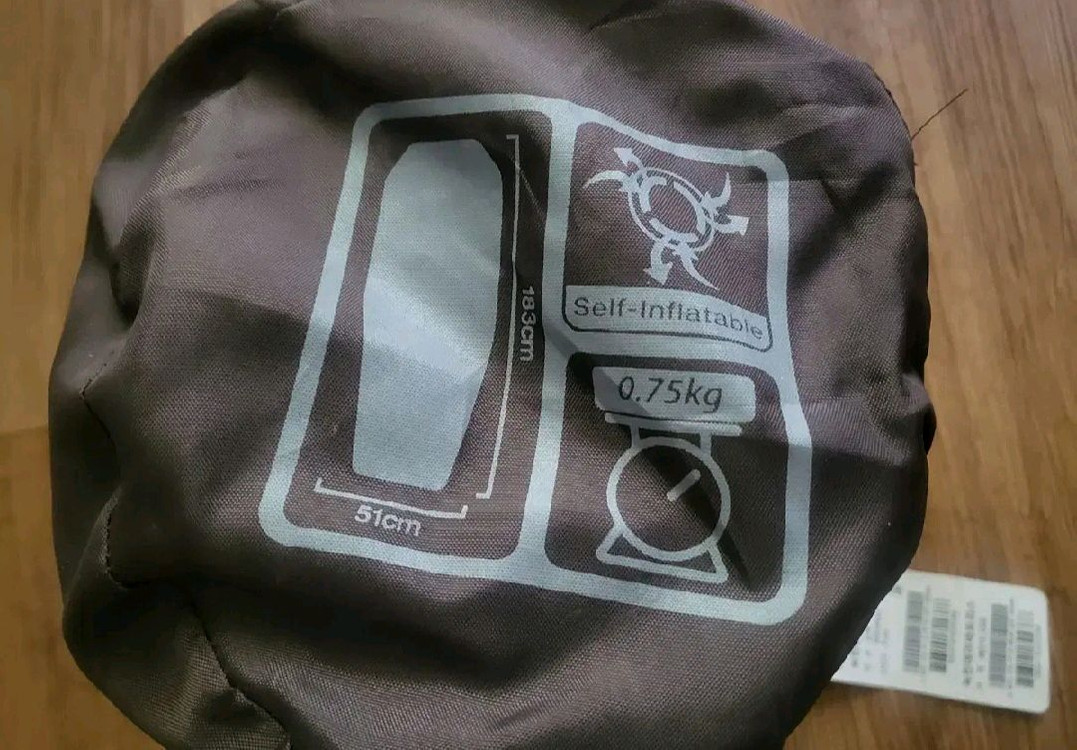 183cm
51cm
Self-Inflatable
0.75kg